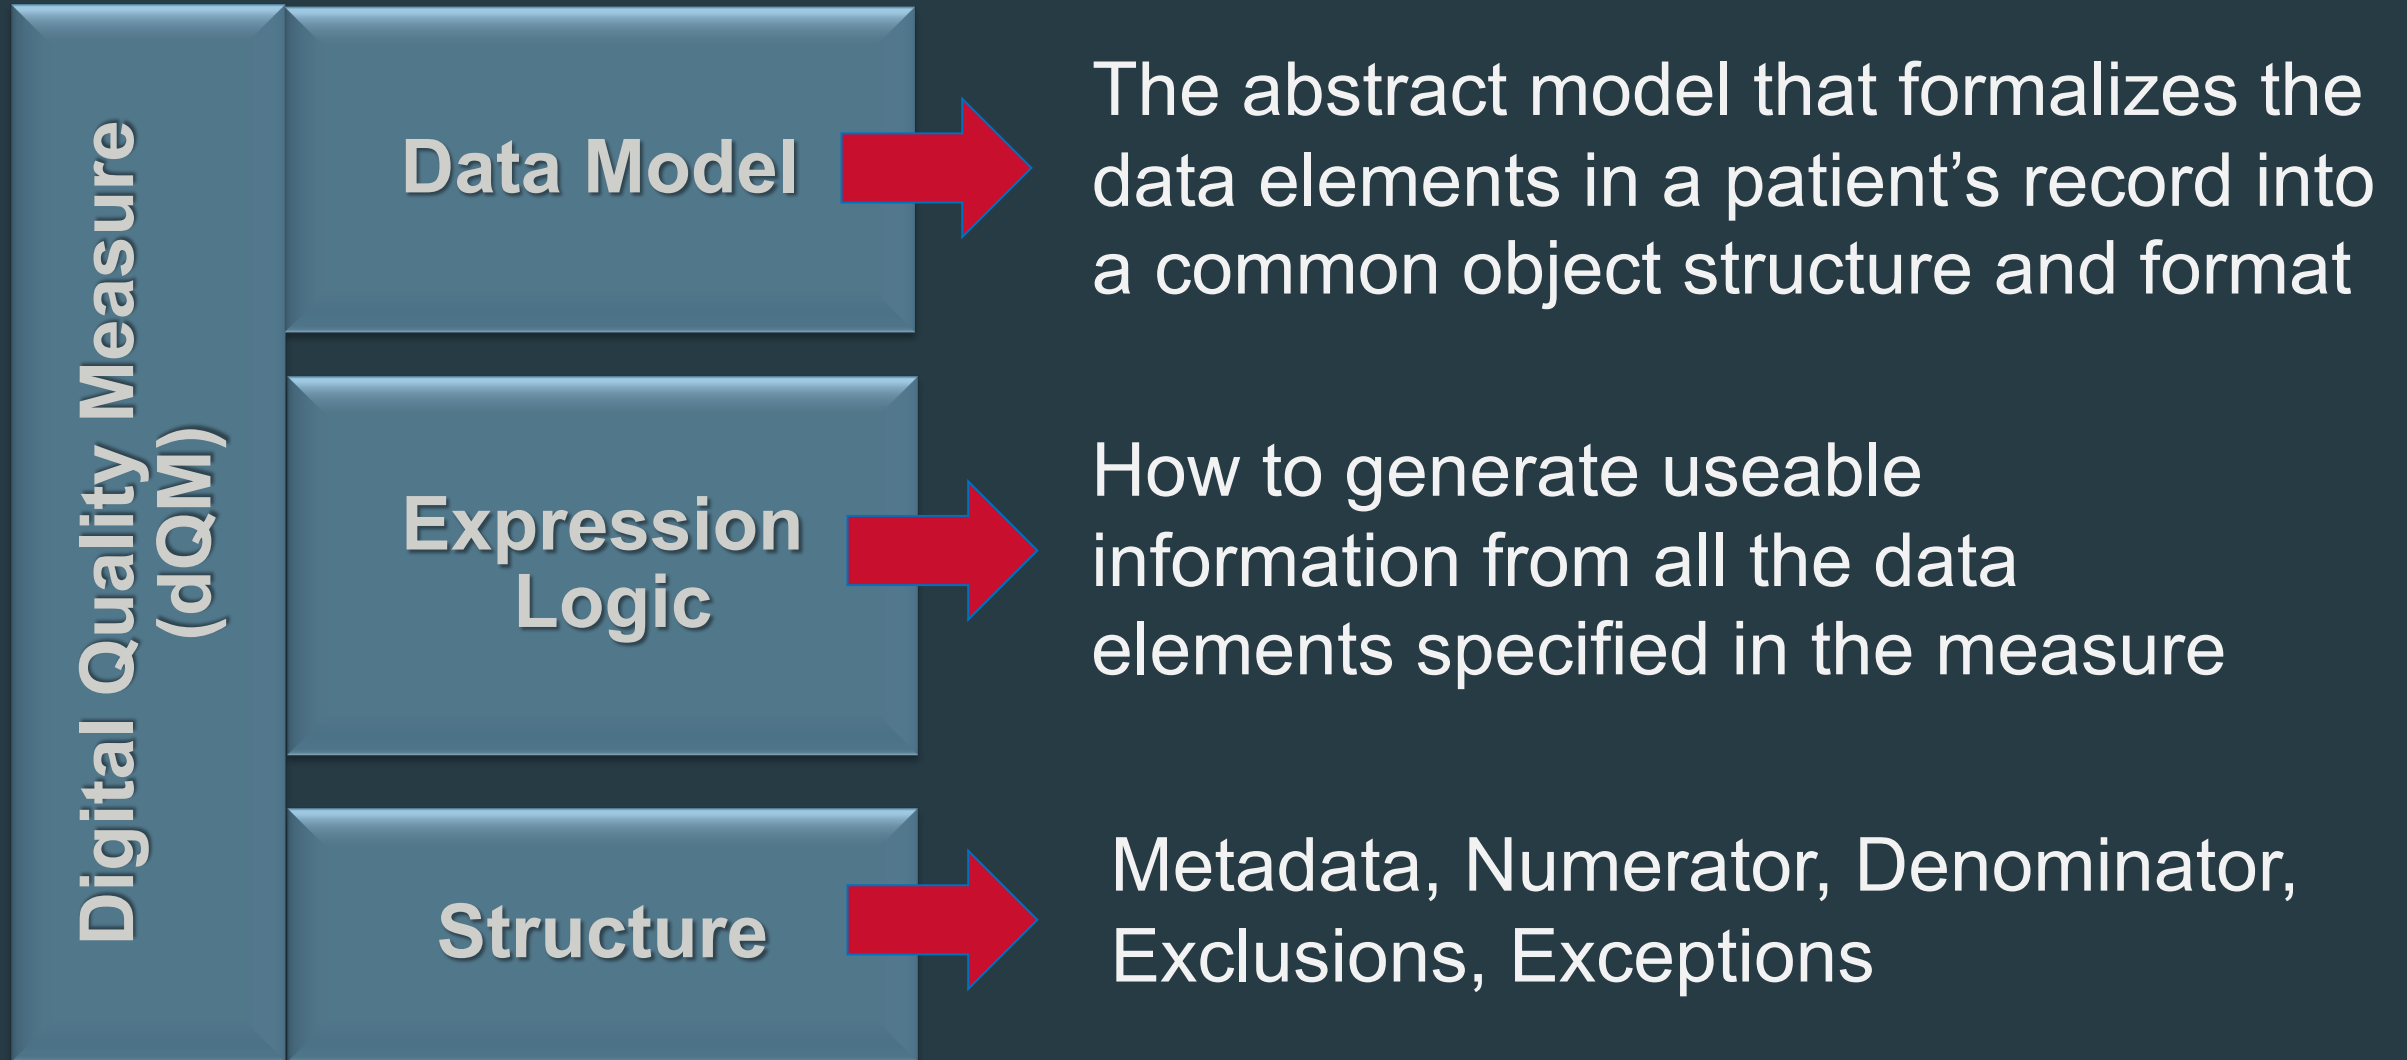 Digital Quality Measure
(dQM)
Data Model
The abstract model that formalizes the
data elements in a patient’s record into
a common object structure and format
Expression
Logic
How to generate useable
information from all the data
elements specified in the measure
Structure
Metadata, Numerator, Denominator,
Exclusions, Exceptions